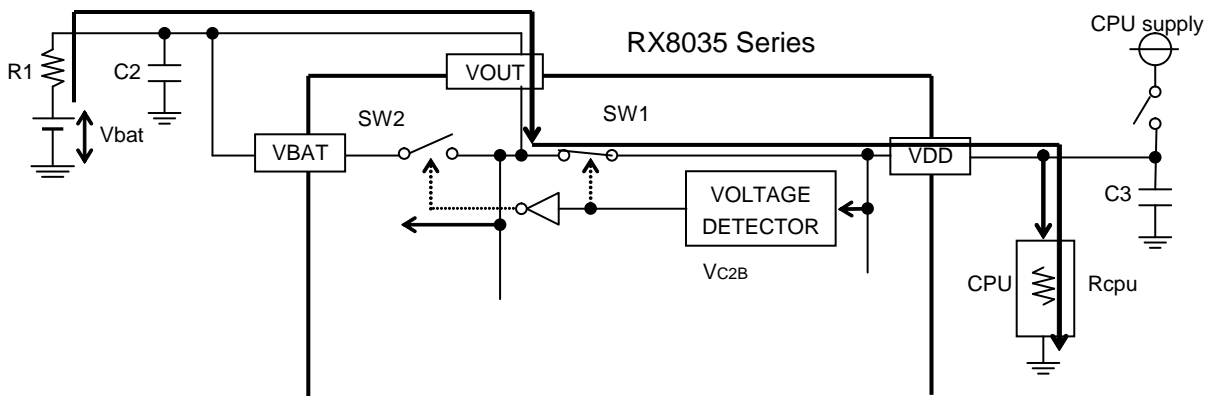 CPU supply
RX8035 Series
R1
C2
VOUT
Vbat
SW2
SW1
VBAT
VDD
C3
VOLTAGE
DETECTOR
VC2B
CPU
Rcpu